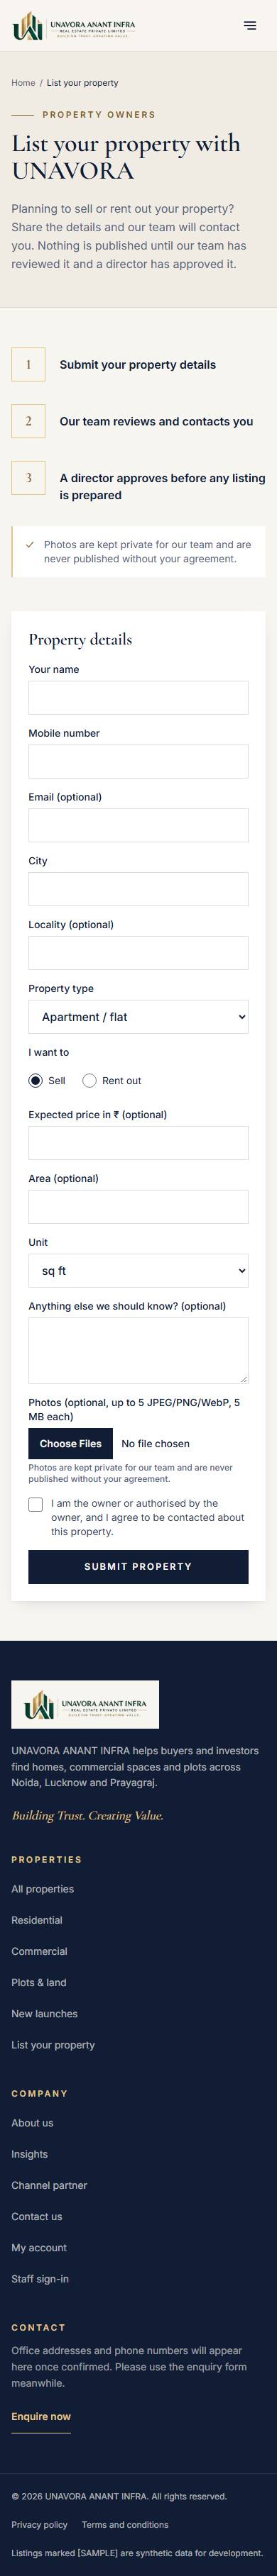 UNAVORA ANANT INFRA
REAL ESTATE PRIVATE LIMITED
BUILDING TRUST. CREATING VALUE.
Home / List your property
PROPERTY OWNERS
List your property with
UNAVORA
Planning to sell or rent out your property?
Share the details and our team will contact
you. Nothing is published until our team has
reviewed it and a director has approved it.
1 Submit your property details
2 Our team reviews and contacts you
3 A director approves before any listing
is prepared
Photos are kept private for our team and are
never published without your agreement.
Property details
Your name
Mobile number
Email (optional)
City
Locality (optional)
Property type
Apartment / flat
I want to
Sell Rent out
Expected price in ₹ (optional)
Area (optional)
Unit
sq ft
Anything else we should know? (optional)
Photos (optional, up to 5 JPEG/PNG/WebP, 5
MB each)
Choose Files No file chosen
Photos are kept private for our team and are never
published without your agreement.
I am the owner or authorised by the
owner, and I agree to be contacted about
this property.
SUBMIT PROPERTY
UNAVORA ANANT INFRA
REAL ESTATE PRIVATE LIMITED
BUILDING TRUST. CREATING VALUE.
UNAVORA ANANT INFRA helps buyers and investors
find homes, commercial spaces and plots across
Noida, Lucknow and Prayagraj.
Building Trust. Creating Value.
PROPERTIES
All properties
Residential
Commercial
Plots & land
New launches
List your property
COMPANY
About us
Insights
Channel partner
Contact us
My account
Staff sign-in
CONTACT
Office addresses and phone numbers will appear
here once confirmed. Please use the enquiry form
meanwhile.
Enquire now
© 2026 UNAVORA ANANT INFRA. All rights reserved.
Privacy policy Terms and conditions
Listings marked [SAMPLE] are synthetic data for development.